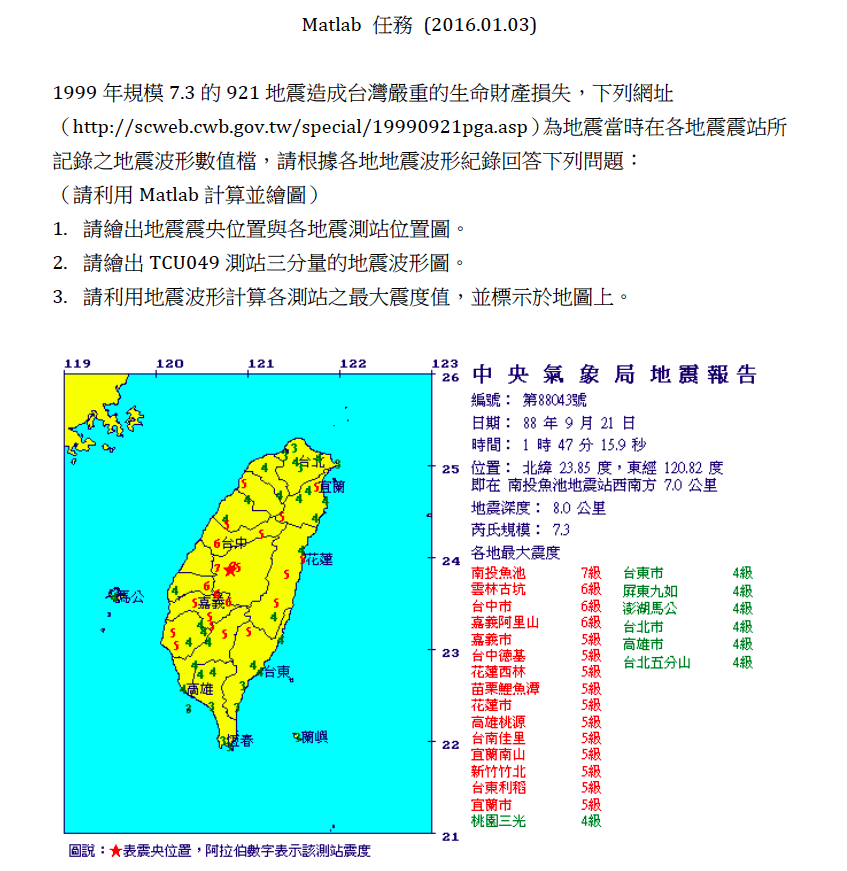 Matlab 任務 (2016.01.03)
1999 年規模 7.3 的 921 地震造成台灣嚴重的生命財產損失，下列網址
（http://scweb.cwb.gov.tw/special/19990921pga.asp）為地震當時在各地震震站所
記錄之地震波形數值檔，請根據各地地震波形紀錄回答下列問題：
（請利用 Matlab 計算並繪圖）
1. 請繪出地震震央位置與各地震測站位置圖。
2. 請繪出 TCU049 測站三分量的地震波形圖。
3. 請利用地震波形計算各測站之最大震度值，並標示於地圖上。
119 120 121 122 123
26
25
24
23
22
21
台北
宜蘭
台中
花蓮
馬公
嘉義
台東
高雄
恆春
蘭嶼
圖說：★表震央位置，阿拉伯數字表示該測站震度
中央氣象局地震報告
編號： 第88043號
日期： 88 年 9 月 21 日
時間： 1 時 47 分 15.9 秒
位置： 北緯 23.85 度，東經 120.82 度
即在 南投魚池地震站西南方 7.0 公里
地震深度： 8.0 公里
芮氏規模： 7.3
各地最大震度
南投魚池 7級 台東市 4級
雲林古坑 6級 屏東九如 4級
台中市 6級 澎湖馬公 4級
嘉義阿里山 6級 台北市 4級
嘉義市 5級 高雄市 4級
台中德基 5級 台北五分山 4級
花蓮西林 5級
苗栗鯉魚潭 5級
花蓮市 5級
高雄桃源 5級
台南佳里 5級
宜蘭南山 5級
新竹竹北 5級
台東利稻 5級
宜蘭市 5級
桃園三光 4級